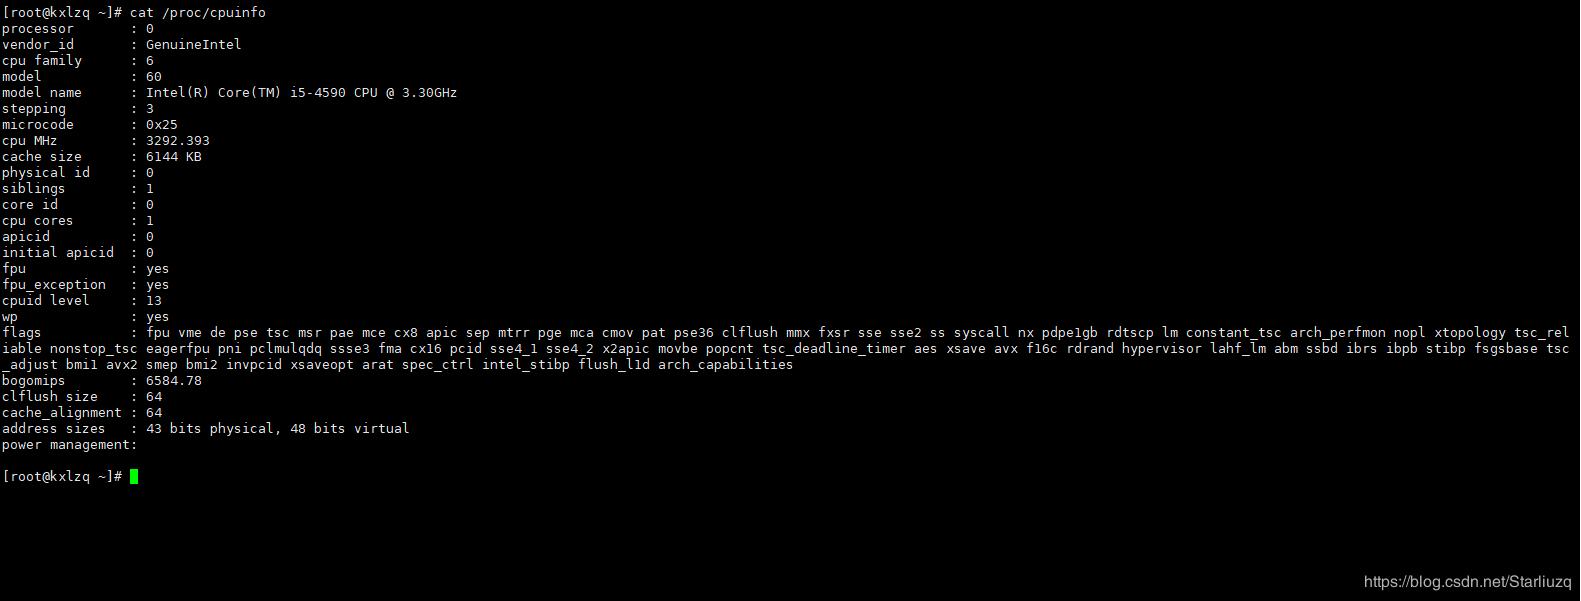 [root@kxlzq ~]# cat /proc/cpuinfo
processor       : 0
vendor_id       : GenuineIntel
cpu family      : 6
model           : 60
model name      : Intel(R) Core(TM) i5-4590 CPU @ 3.30GHz
stepping        : 3
microcode       : 0x25
cpu MHz         : 3292.393
cache size      : 6144 KB
physical id     : 0
siblings        : 1
core id         : 0
cpu cores       : 1
apicid          : 0
initial apicid  : 0
fpu             : yes
fpu_exception   : yes
cpuid level     : 13
wp              : yes
flags           : fpu vme de pse tsc msr pae mce cx8 apic sep mtrr pge mca cmov pat pse36 clflush mmx fxsr sse sse2 ss syscall nx pdpe1gb rdtscp lm constant_tsc arch_perfmon nopl xtopology tsc_rel
iable nonstop_tsc eagerfpu pni pclmulqdq ssse3 fma cx16 pcid sse4_1 sse4_2 x2apic movbe popcnt tsc_deadline_timer aes xsave avx f16c rdrand hypervisor lahf_lm abm ssbd ibrs ibpb stibp fsgsbase tsc
_adjust bmi1 avx2 smep bmi2 invpcid xsaveopt arat spec_ctrl intel_stibp flush_l1d arch_capabilities
bogomips        : 6584.78
clflush size    : 64
cache_alignment : 64
address sizes   : 43 bits physical, 48 bits virtual
power management:
[root@kxlzq ~]#
https://blog.csdn.net/Starliuzq